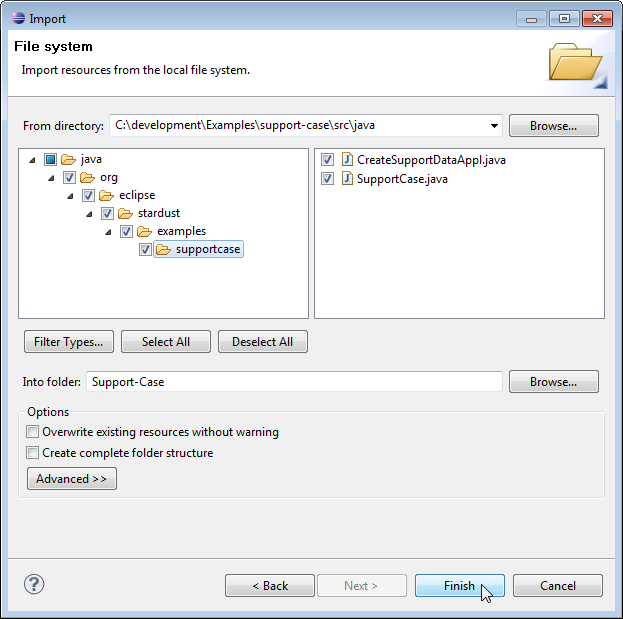 Import
File system
Import resources from the local file system.
From directory: C:\development\Examples\support-case\src\java Browse...
java
org
eclipse
stardust
examples
supportcase
CreateSupportDataAppl.java
SupportCase.java
Filter Types... Select All Deselect All
Into folder: Support-Case Browse...
Options
Overwrite existing resources without warning
Create complete folder structure
Advanced >>
? < Back Next > Finish Cancel